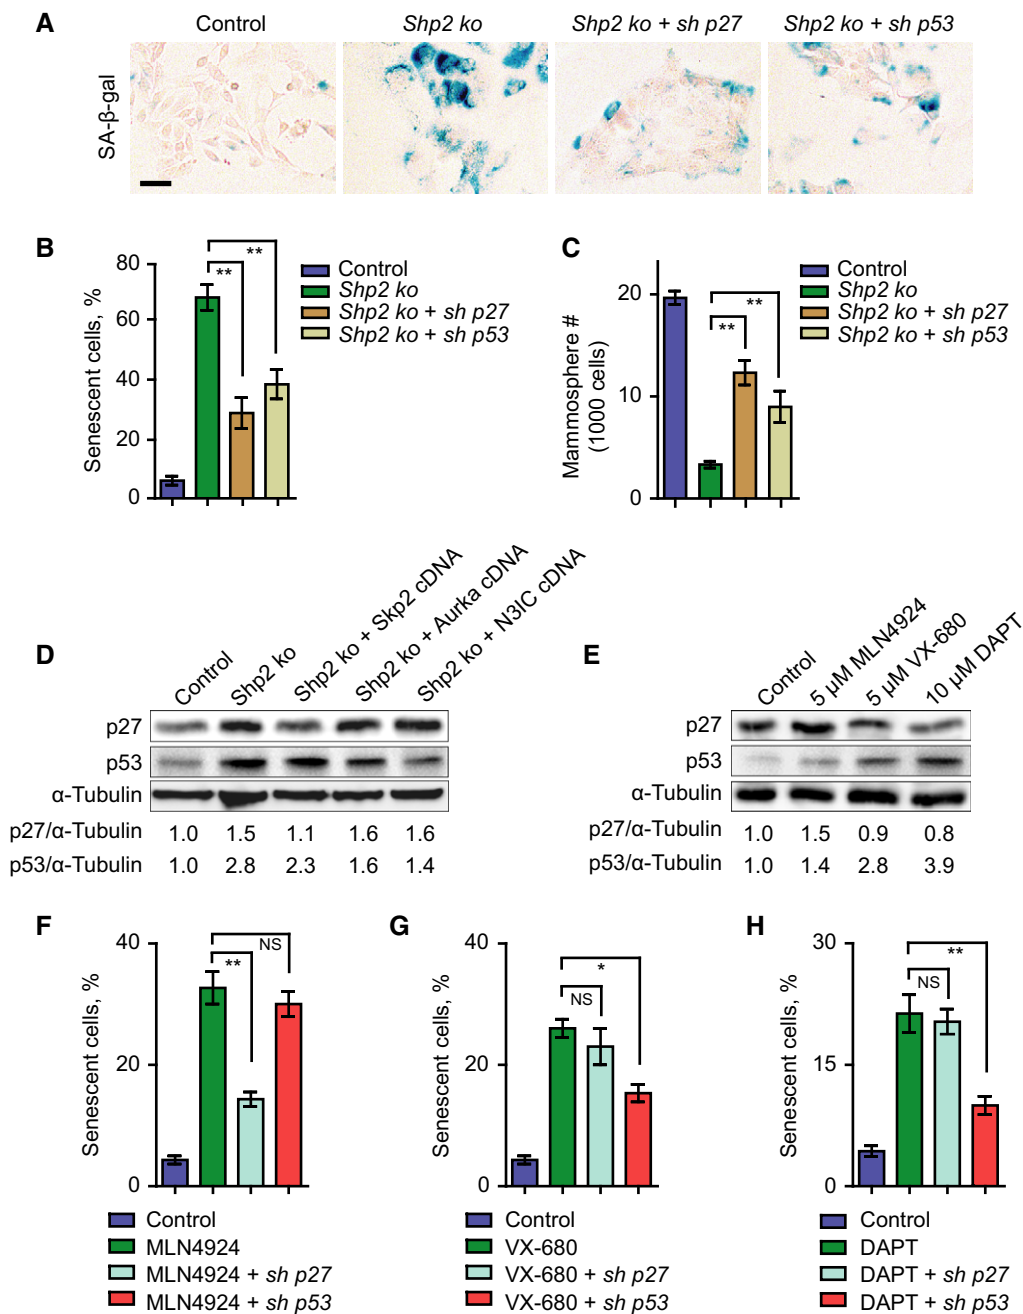 A
Control
Shp2 ko
Shp2 ko + sh p27
Shp2 ko + sh p53
SA-β-gal
B
Senescent cells, %
80
60
40
20
0
**
**
Control
Shp2 ko
Shp2 ko + sh p27
Shp2 ko + sh p53
C
Mammosphere #
(1000 cells)
20
10
0
**
**
Control
Shp2 ko
Shp2 ko + sh p27
Shp2 ko + sh p53
D
Control
Shp2 ko
Shp2 ko + Skp2 cDNA
Shp2 ko + Aurka cDNA
Shp2 ko + N3IC cDNA
p27
p53
α-Tubulin
p27/α-Tubulin 1.0 1.5 1.1 1.6 1.6
p53/α-Tubulin 1.0 2.8 2.3 1.6 1.4
E
Control
5 µM MLN4924
5 µM VX-680
10 µM DAPT
p27
p53
α-Tubulin
p27/α-Tubulin 1.0 1.5 0.9 0.8
p53/α-Tubulin 1.0 1.4 2.8 3.9
F
Senescent cells, %
40
20
0
NS
**
Control
MLN4924
MLN4924 + sh p27
MLN4924 + sh p53
G
Senescent cells, %
40
20
0
*
NS
Control
VX-680
VX-680 + sh p27
VX-680 + sh p53
H
Senescent cells, %
30
15
0
**
NS
Control
DAPT
DAPT + sh p27
DAPT + sh p53